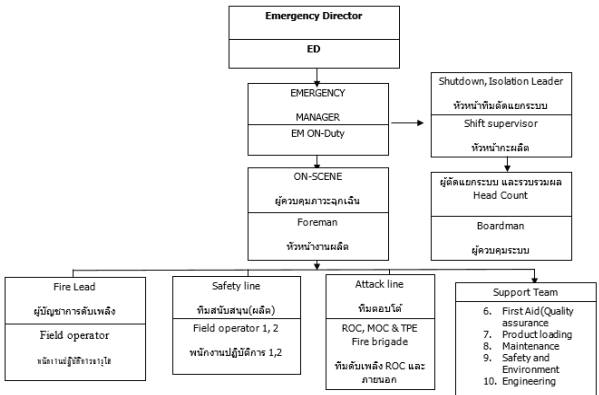 Emergency Director
ED
EMERGENCY
MANAGER
EM ON-Duty
Shutdown, Isolation Leader
หัวหน้าทีมตัดแยกระบบ
Shift supervisor
หัวหน้ากะผลิต
ON-SCENE
ผู้ควบคุมภาวะฉุกเฉิน
Foreman
หัวหน้างานผลิต
ผู้ตัดแยกระบบ และรวบรวมผล
Head Count
Boardman
ผู้ควบคุมระบบ
Fire Lead
ผู้บัญชาการดับเพลิง
Field operator
Safety line
ทีมสนับสนุน(ผลิต)
Field operator 1, 2
พนักงานปฏิบัติการ 1,2
Attack line
ทีมตอบโต้
ROC, MOC & TPE
Fire brigade
ทีมดับเพลิง ROC และ
ภายนอก
Support Team
6. First Aid(Quality
assurance
7. Product loading
8. Maintenance
9. Safety and
Environment
10. Engineering